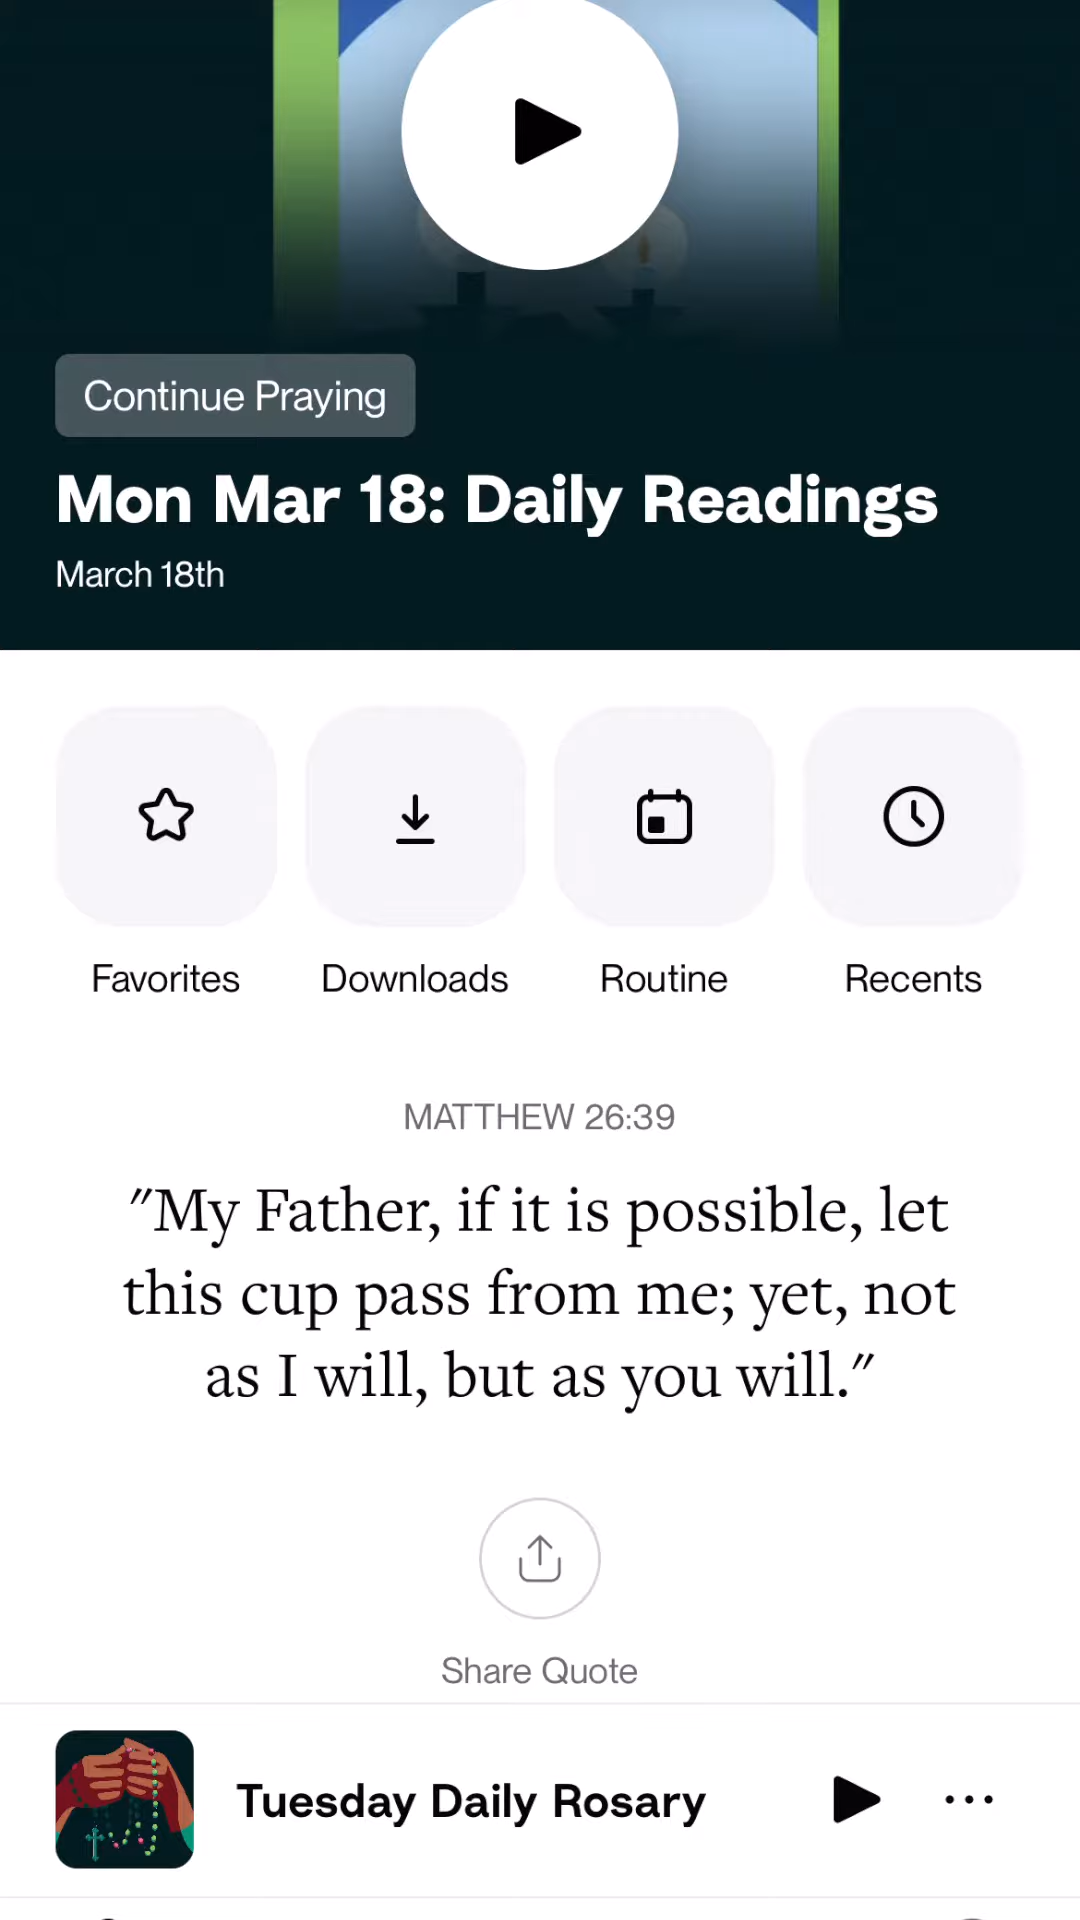 Continue Praying
Mon Mar 18: Daily Readings
March 18th
Favorites
Downloads
Routine
Recents
MATTHEW 26:39
"My Father, if it is possible, let
this cup pass from me; yet, not
as I will, but as you will."
Share Quote
Tuesday Daily Rosary